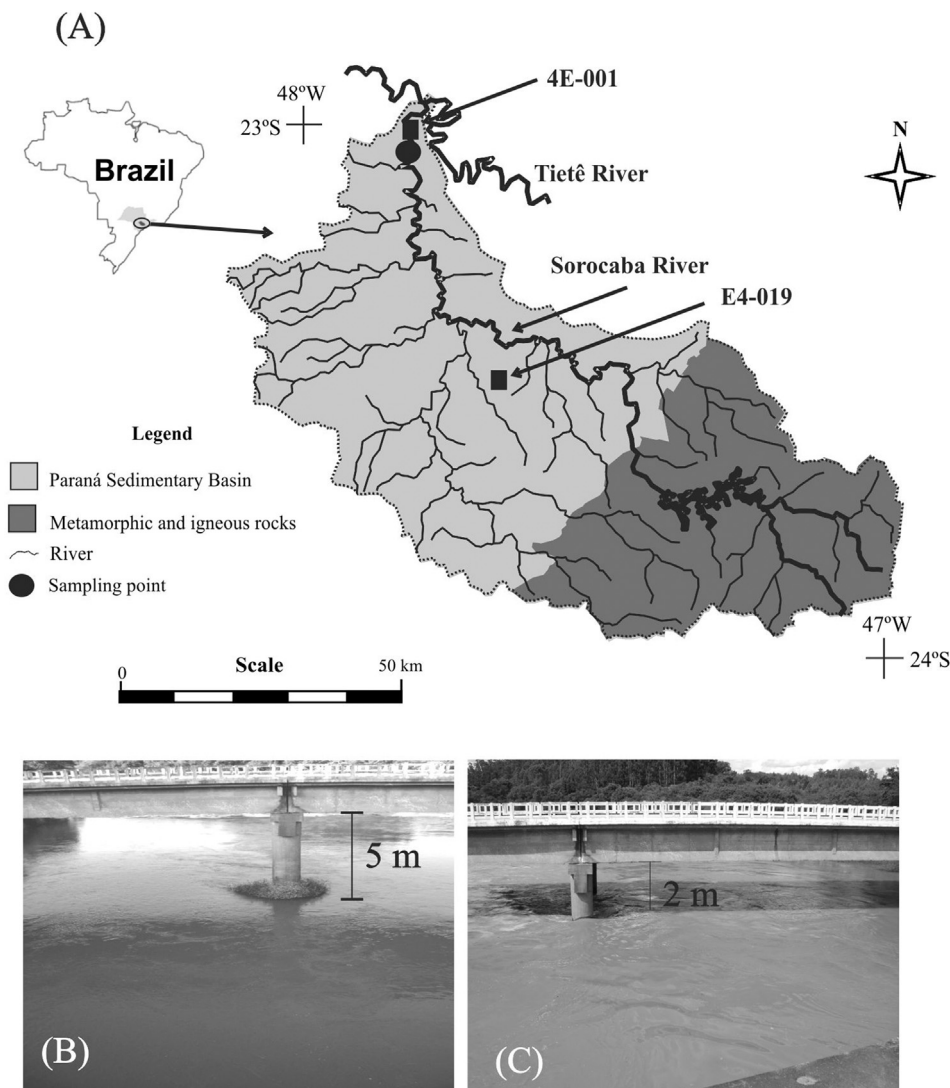 (A)
4E-001
48ºW
23ºS
N
Brazil
Tietê River
Sorocaba River
E4-019
Legend
Paraná Sedimentary Basin
Metamorphic and igneous rocks
River
Sampling point
47ºW
24ºS
Scale
0
50 km
5 m
2 m
(B)
(C)